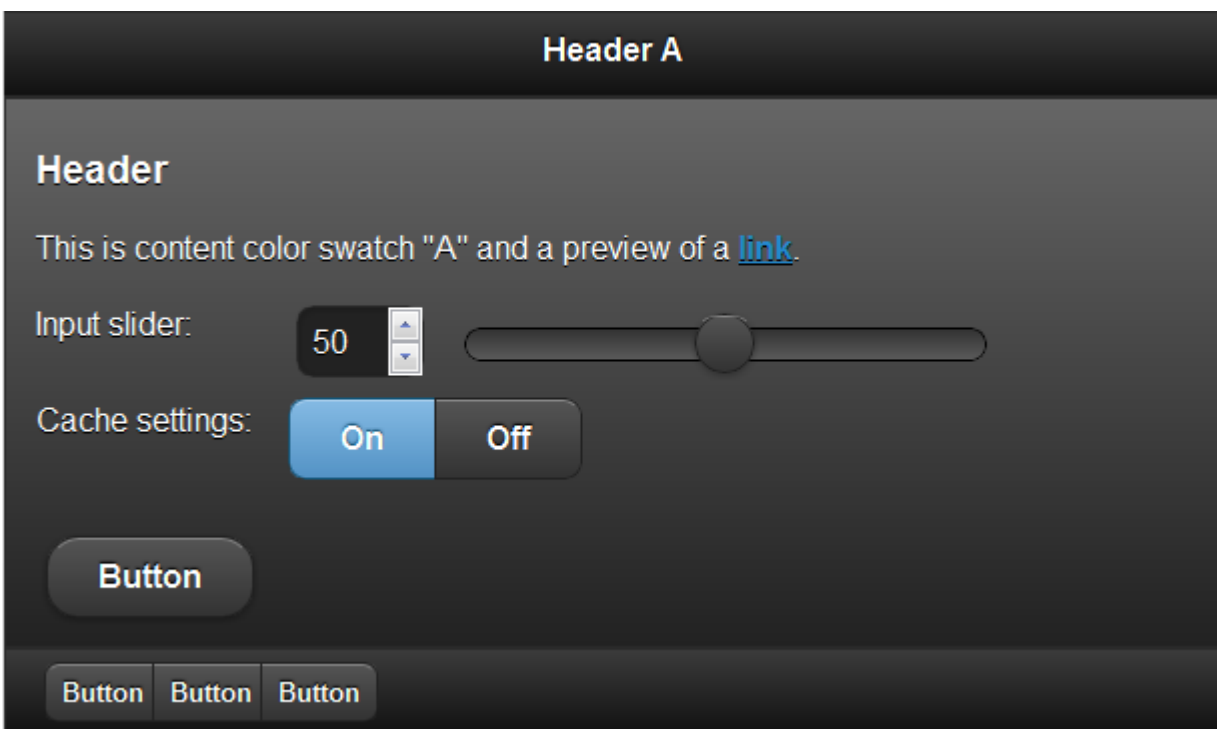 Header A
Header
This is content color swatch "A" and a preview of a link.
Input slider: 50
Cache settings: On Off
Button
Button Button Button